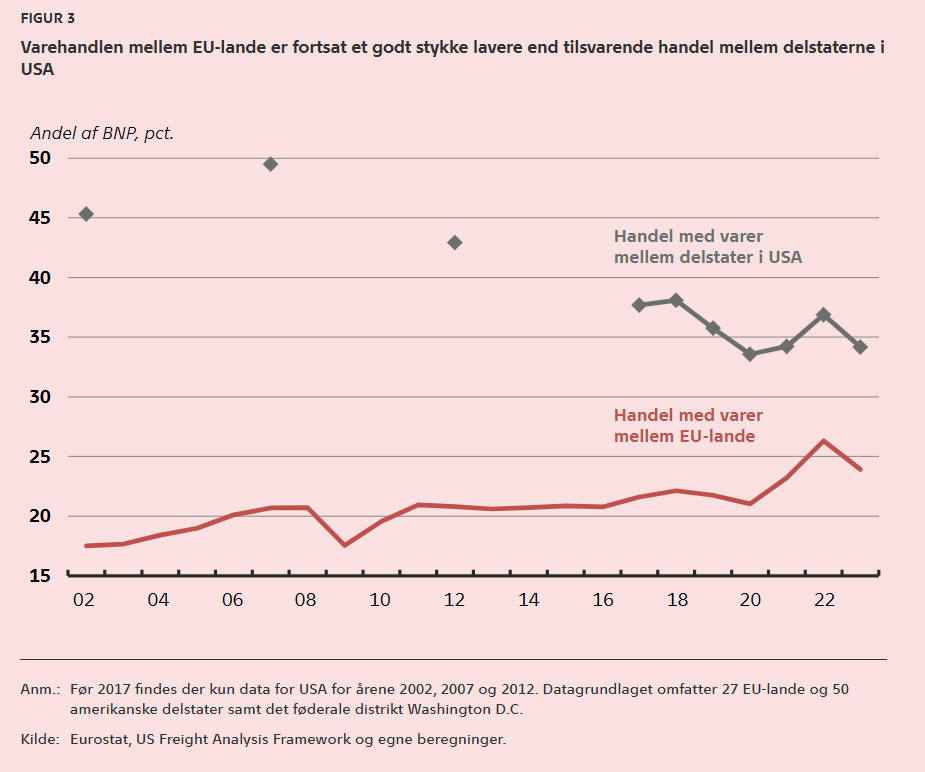 FIGUR 3
Varehandlen mellem EU-lande er fortsat et godt stykke lavere end tilsvarende handel mellem delstaterne i
USA
Andel af BNP, pct.
50
45
40
35
30
25
20
15
Handel med varer
mellem delstater i USA
Handel med varer
mellem EU-lande
02 04 06 08 10 12 14 16 18 20 22
Anm.: Før 2017 findes der kun data for USA for årene 2002, 2007 og 2012. Datagrundlaget omfatter 27 EU-lande og 50
amerikanske delstater samt det føderale distrikt Washington D.C.
Kilde: Eurostat, US Freight Analysis Framework og egne beregninger.